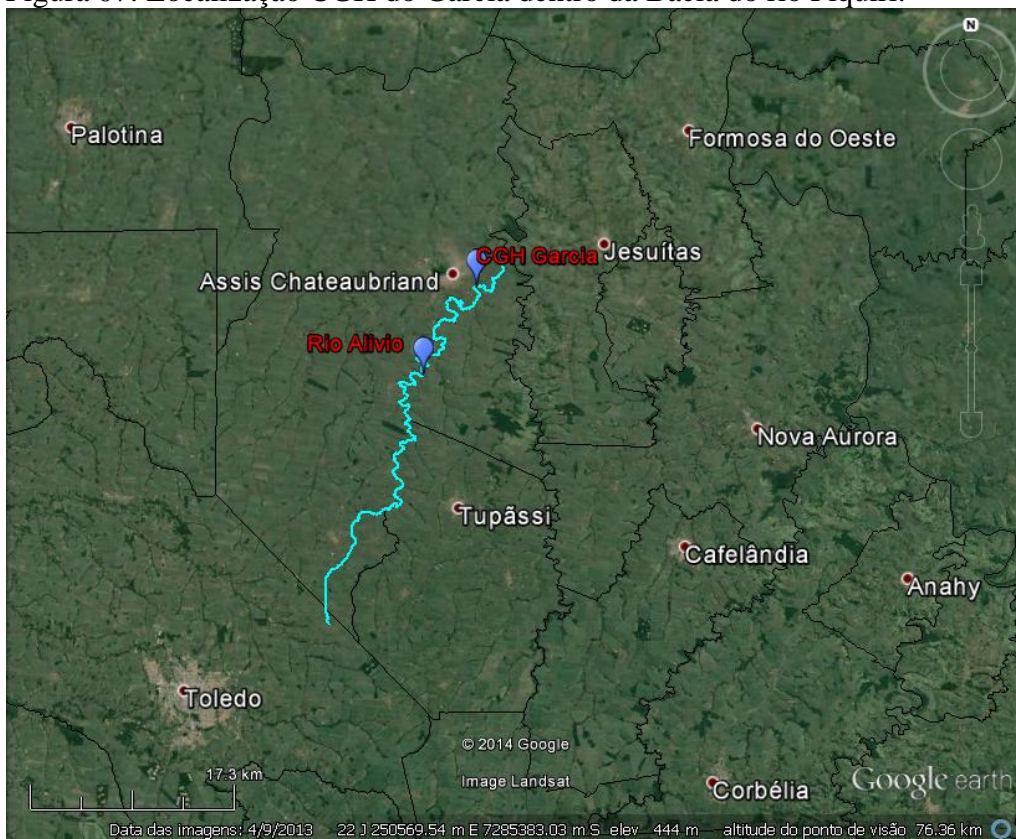 Figura 07: Localização CGH do Garcia dentro da Bacia do rio Piquiri.
N
Palotina
Formosa do Oeste
CGH Garcia
Jesuítas
Assis Chateaubriand
Rio Alivio
Nova Aurora
Tupãssi
Cafelândia
Anahy
Toledo
© 2014 Google
17.3 km
Image Landsat
Corbélia
Google earth
Data das imagens: 4/9/2013 22 J 250569.54 m E 7285383.03 m S elev 444 m altitude do ponto de visão 76.36 km